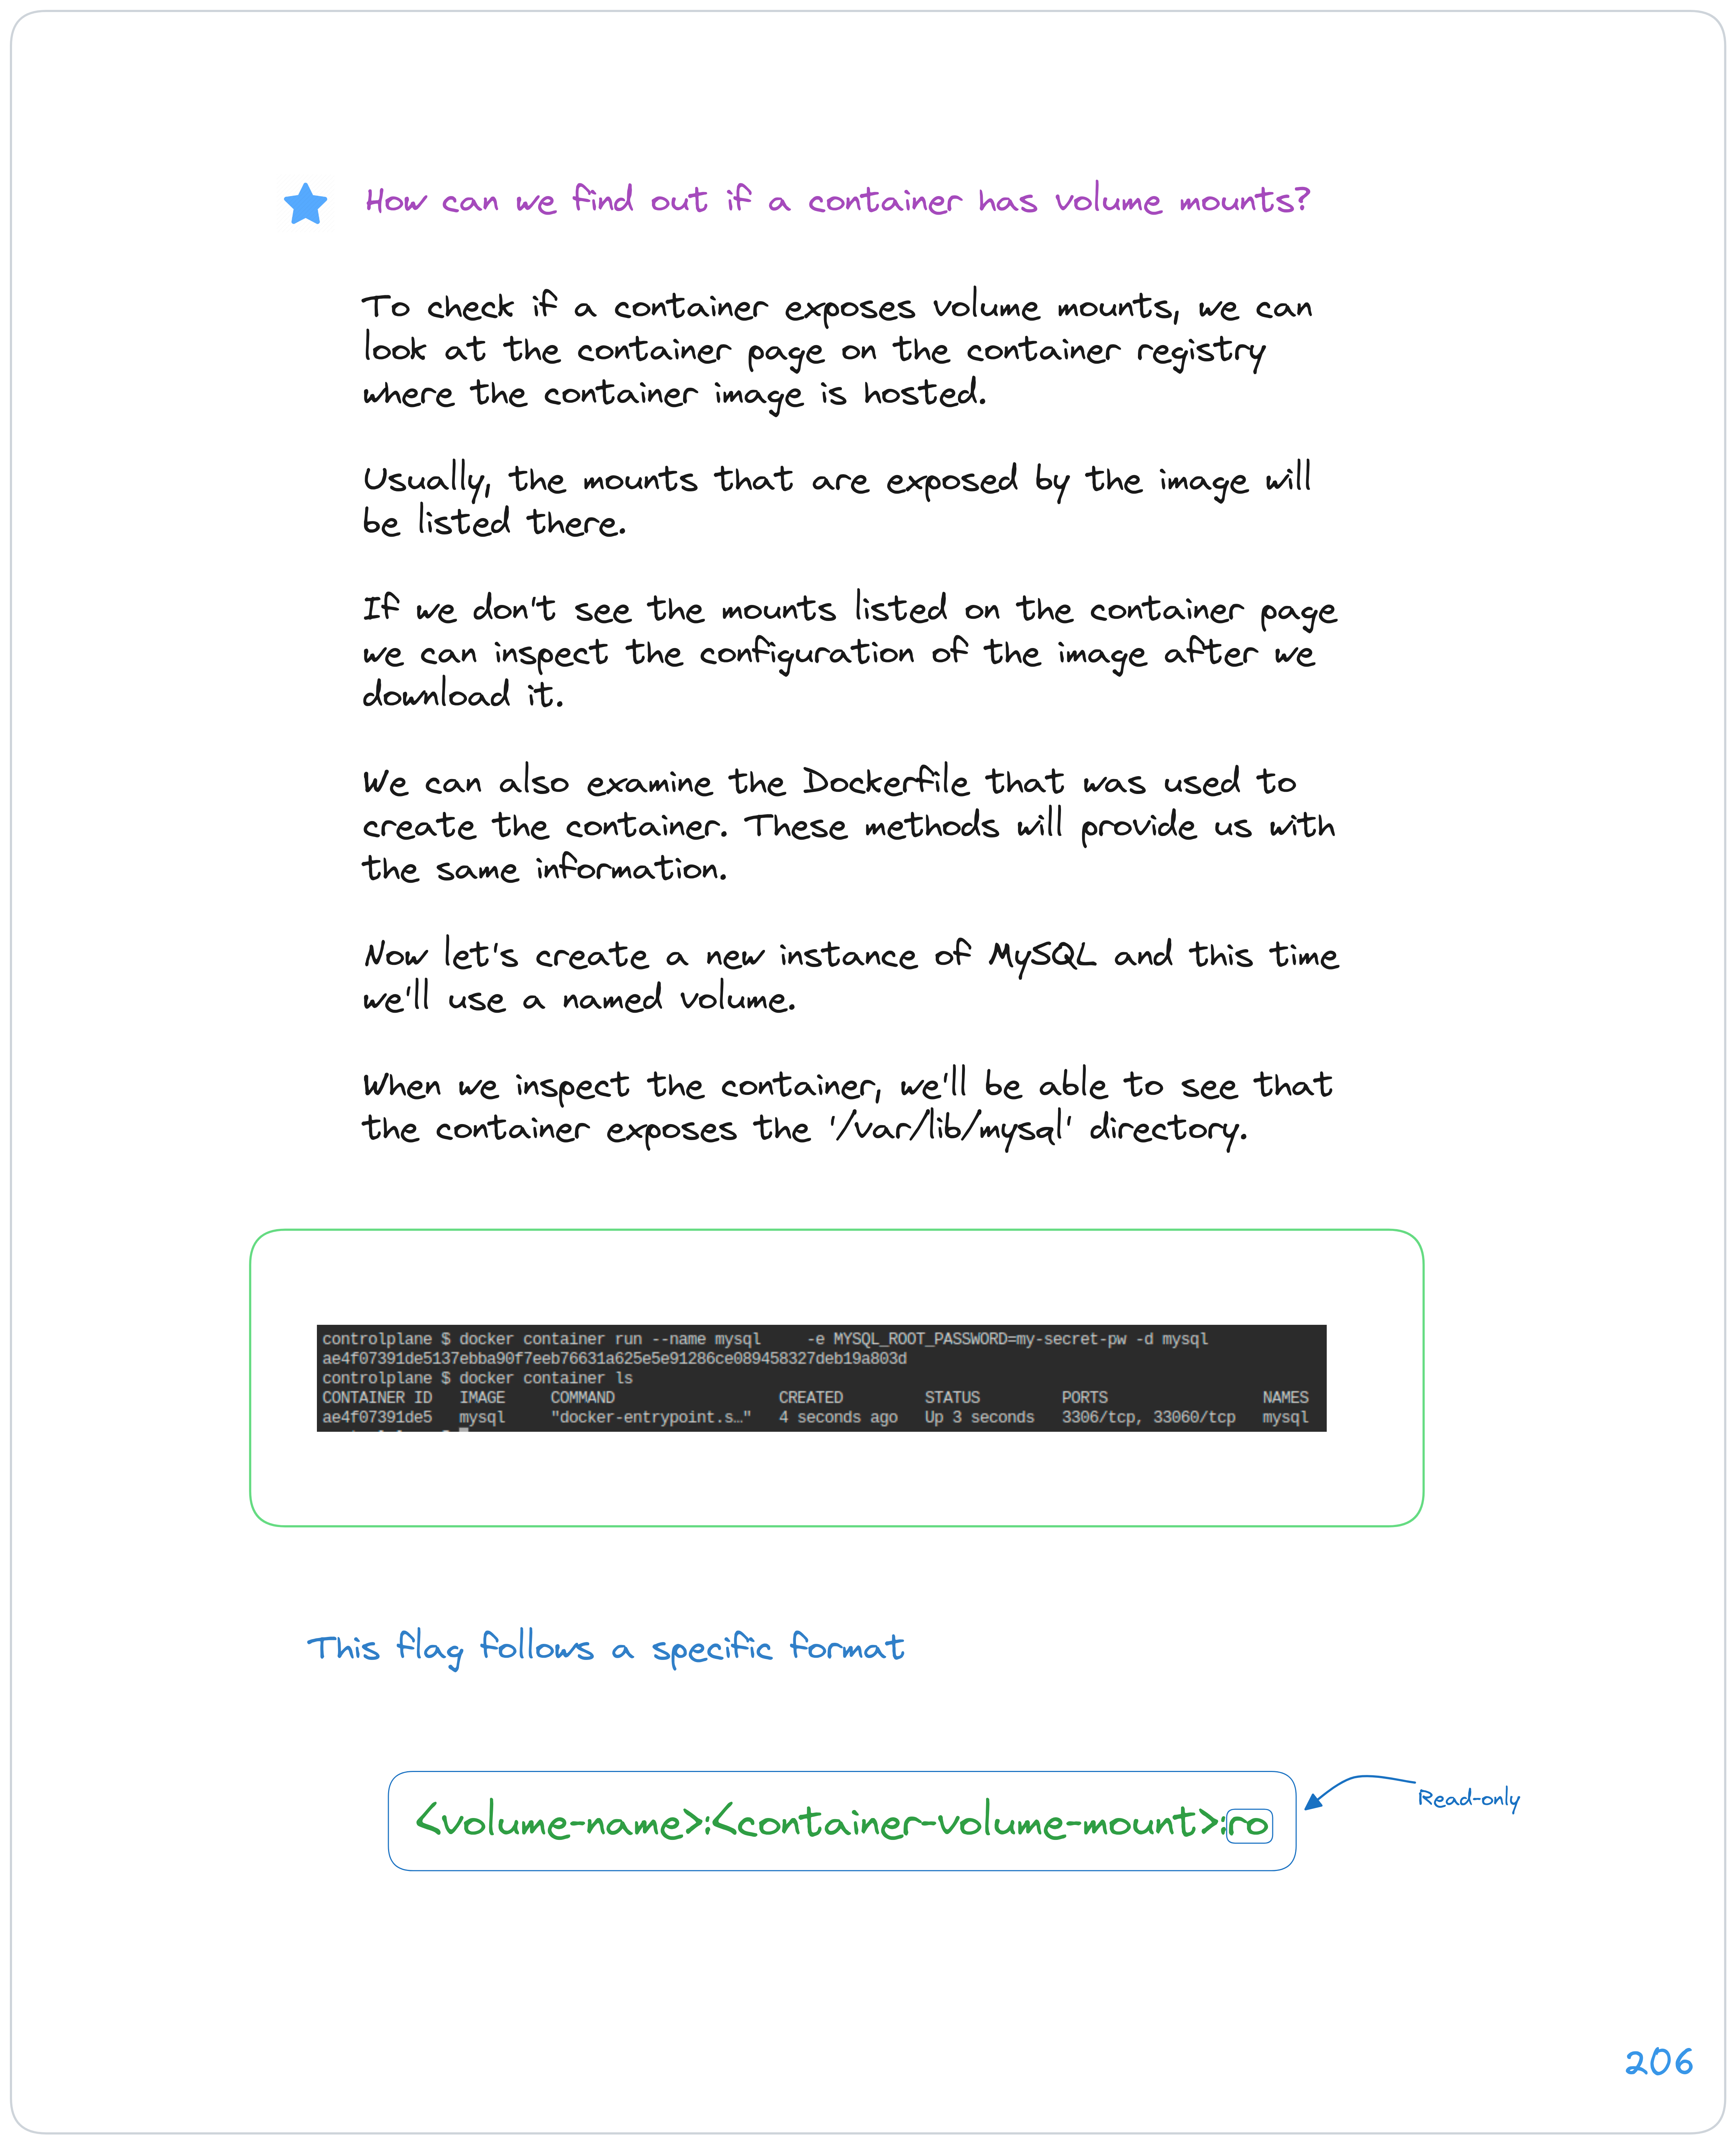 How can we find out if a container has volume mounts?
To check if a container exposes volume mounts, we can
look at the container page on the container registry
where the container image is hosted.
Usually, the mounts that are exposed by the image will
be listed there.
If we don't see the mounts listed on the container page
we can inspect the configuration of the image after we
download it.
We can also examine the Dockerfile that was used to
create the container. These methods will provide us with
the same information.
Now let's create a new instance of MySQL and this time
we'll use a named volume.
When we inspect the container, we'll be able to see that
the container exposes the '/var/lib/mysql' directory.
controlplane $ docker container run --name mysql     -e MYSQL_ROOT_PASSWORD=my-secret-pw -d mysql
ae4f07391de5137ebba90f7eeb76631a625e5e91286ce089458327deb19a803d
controlplane $ docker container ls
CONTAINER ID   IMAGE     COMMAND                  CREATED         STATUS         PORTS                 NAMES
ae4f07391de5   mysql     "docker-entrypoint.s…"   4 seconds ago   Up 3 seconds   3306/tcp, 33060/tcp   mysql
This flag follows a specific format
<volume-name>:<container-volume-mount>:ro
Read-only
206